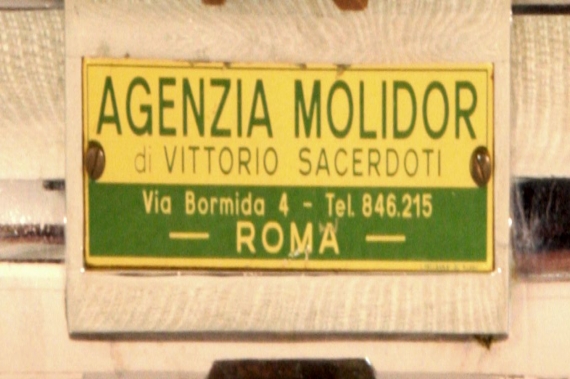 AGENZIA MOLIDOR
di VITTORIO SACERDOTI
Via Bormida 4 - Tel. 846.215
— ROMA —